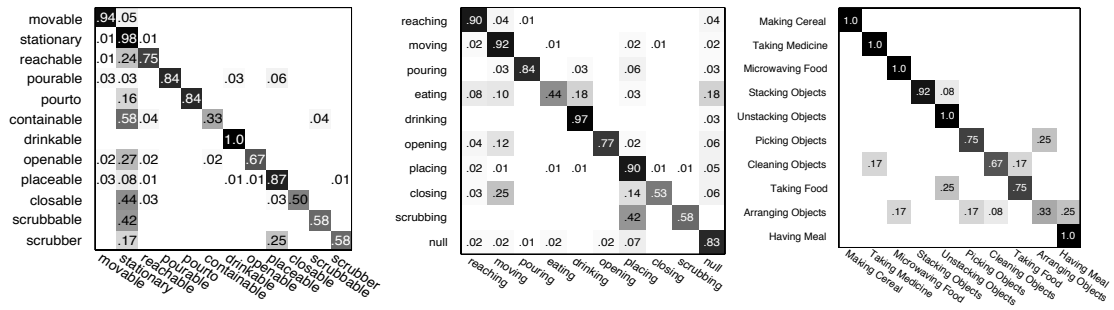 movable .94 .05
stationary .01 .98 .01
reachable .01 .24 .75
pourable .03 .03 .84 .03 .06
pourto .16 .84
containable .58 .04 .33 .04
drinkable 1.0
openable .02 .27 .02 .02 .67
placeable .03 .08 .01 .01 .01 .87 .01
closable .44 .03 .03 .50
scrubbable .42 .58
scrubber .17 .25 .58
movable
stationary
reachable
pourable
pourto
containable
drinkable
openable
placeable
closable
scrubbable
scrubber
reaching .90 .04 .01 .04
moving .02 .92 .01 .02 .01 .02
pouring .03 .84 .03 .06 .03
eating .08 .10 .44 .18 .03 .18
drinking .97 .03
opening .04 .12 .77 .02 .06
placing .02 .01 .01 .01 .90 .01 .01 .05
closing .03 .25 .14 .53 .06
scrubbing .42 .58
null .02 .02 .01 .02 .02 .07 .83
reaching
moving
pouring
eating
drinking
opening
placing
closing
scrubbing
null
Making Cereal 1.0
Taking Medicine 1.0
Microwaving Food 1.0
Stacking Objects .92 .08
Unstacking Objects 1.0
Picking Objects .75 .25
Cleaning Objects .17 .67 .17
Taking Food .25 .75
Arranging Objects .17 .17 .08 .33 .25
Having Meal 1.0
Making Cereal
Taking Medicine
Microwaving Food
Stacking Objects
Unstacking Objects
Picking Objects
Cleaning Objects
Taking Food
Arranging Objects
Having Meal